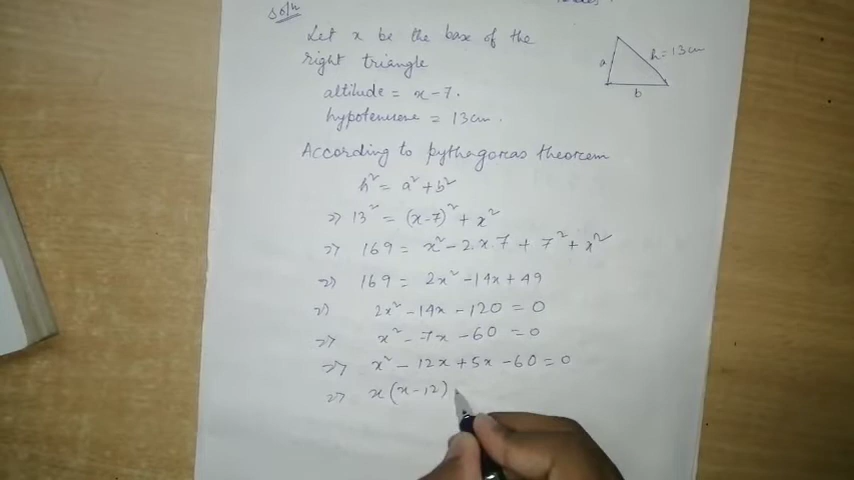 Soln
Let x be the base of the
right triangle
altitude = x-7.
hypotenuse = 13cm.
a
h = 13cm
b
According to pythagoras theorem
h² = a² + b²
⇒ 13² = (x-7)² + x²
⇒ 169 = x² - 2.x.7 + 7² + x²
⇒ 169 = 2x² - 14x + 49
⇒ 2x² - 14x - 120 = 0
⇒ x² - 7x - 60 = 0
⇒ x² - 12x + 5x - 60 = 0
⇒ x(x-12)